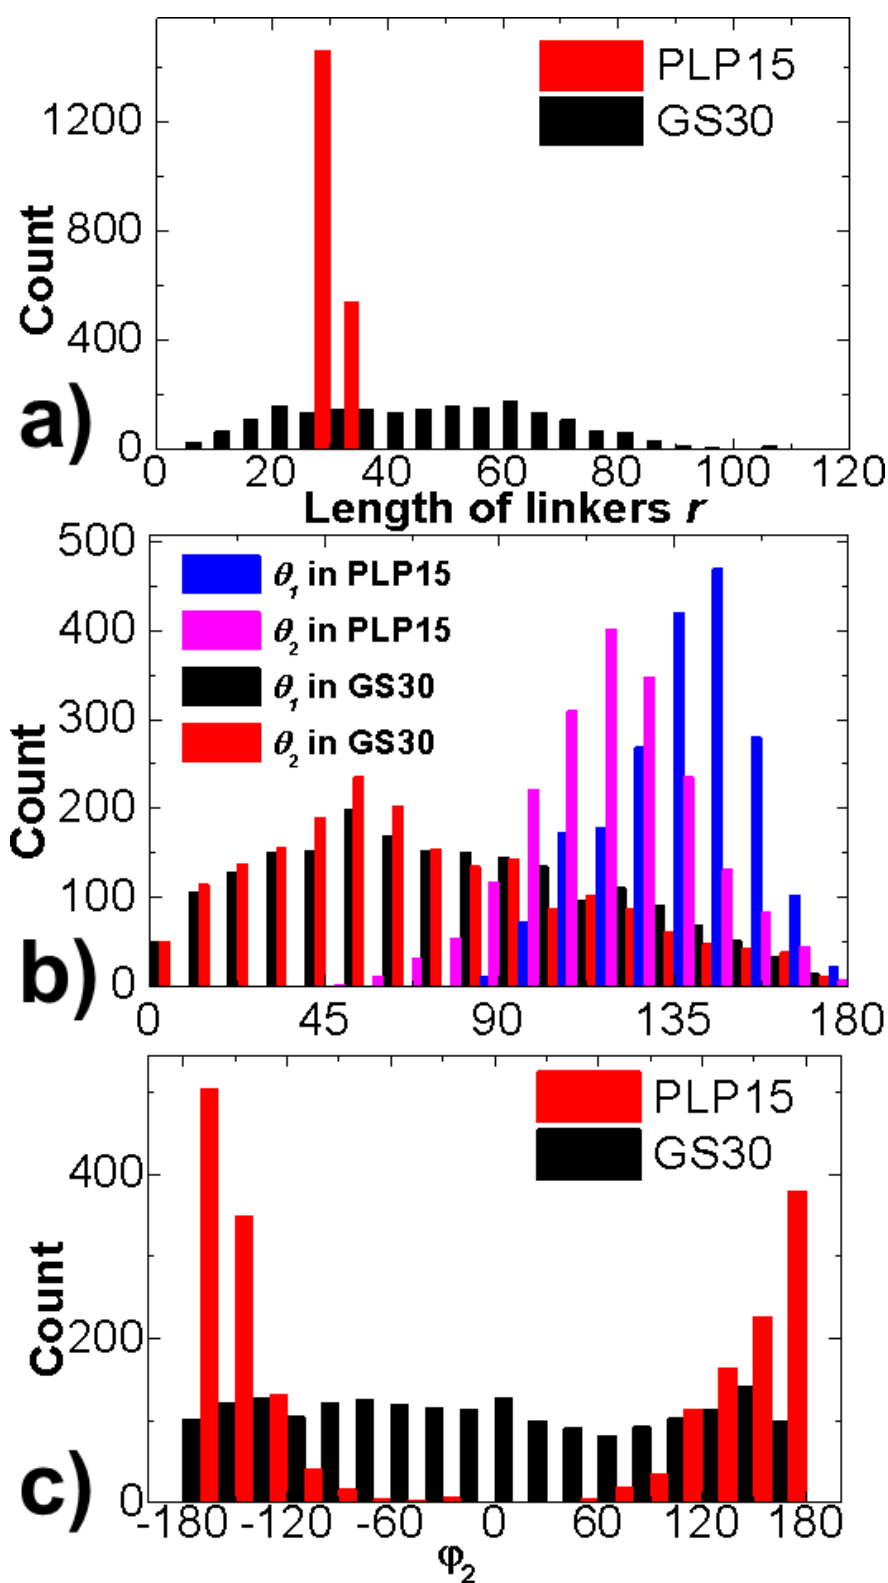 PLP15
GS30
1200
800
400
0
Count
a)
0 20 40 60 80 100 120
Length of linkers r
θ1 in PLP15
θ2 in PLP15
θ1 in GS30
θ2 in GS30
500
400
300
200
100
0
Count
b)
0 45 90 135 180
PLP15
GS30
400
200
0
Count
c)
-180 -120 -60 0 60 120 180
φ2